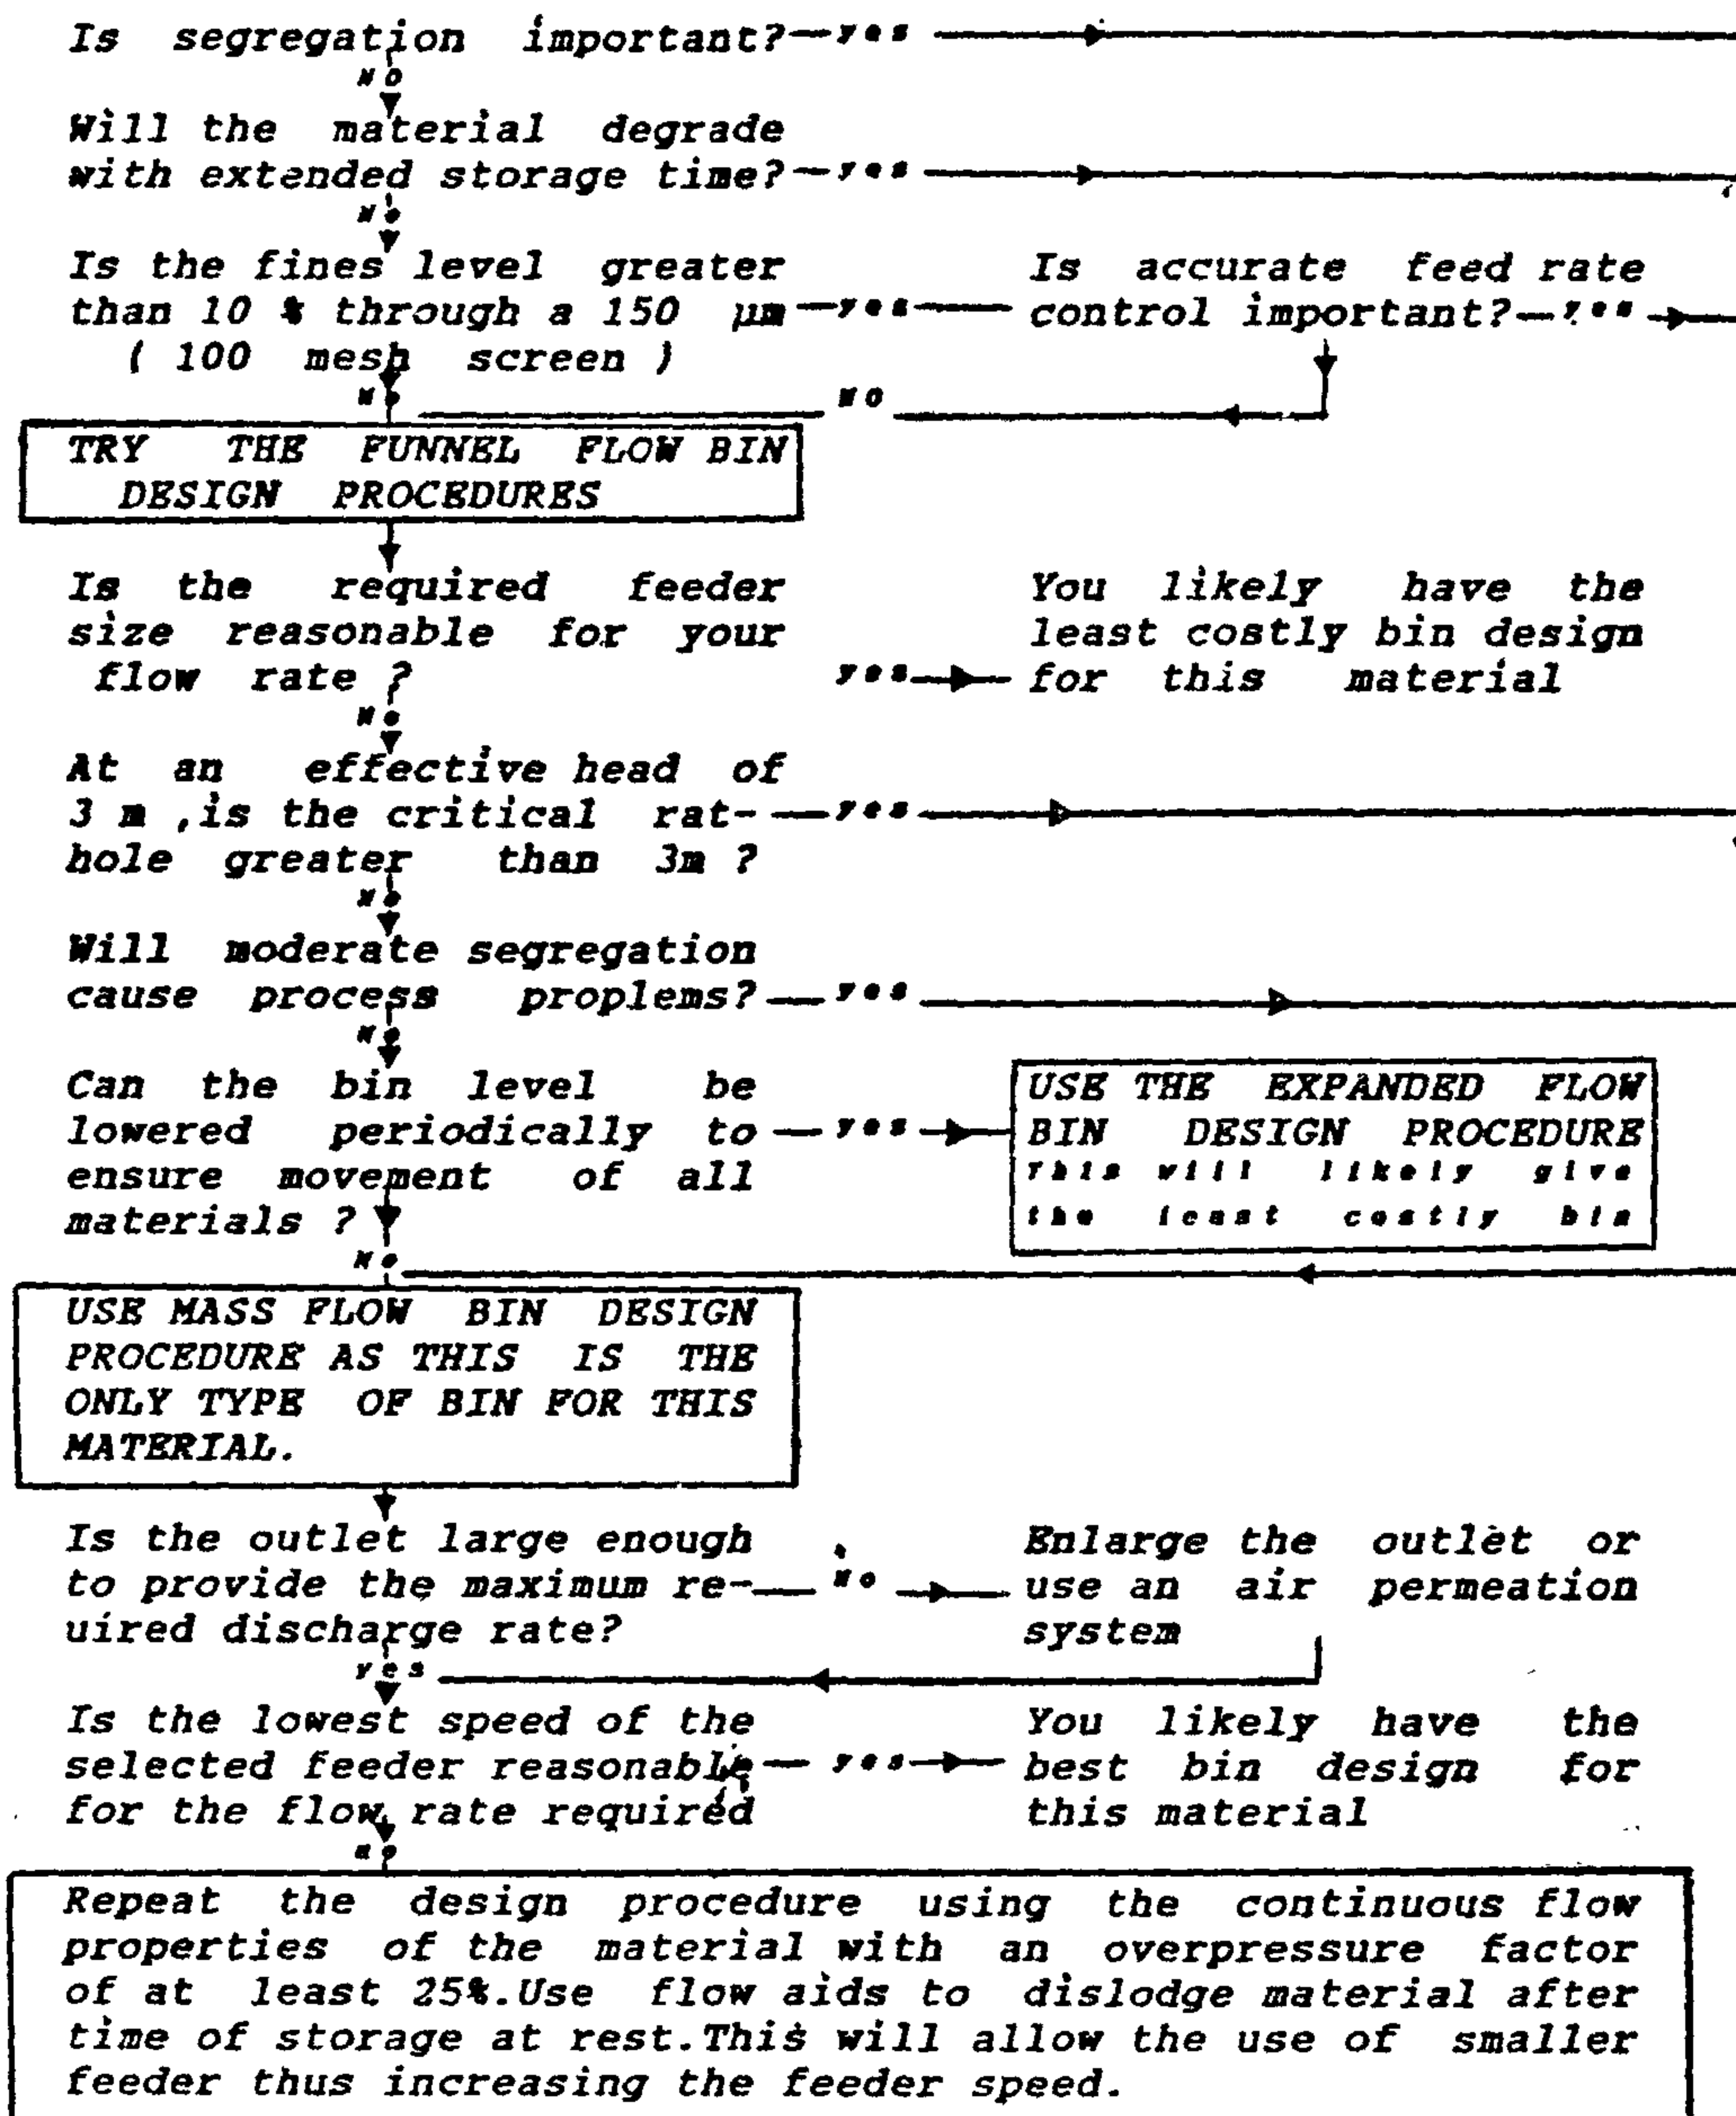 Is segregation important? yes
No
Will the material degrade
with extended storage time? yes
No
Is the fines level greater
than 10 % through a 150 µm yes
( 100 mesh screen )
No
Is accurate feed rate
control important? yes
NO
TRY THE FUNNEL FLOW BIN
DESIGN PROCEDURES
Is the required feeder
size reasonable for your
flow rate ?
yes
You likely have the
least costly bin design
for this material
No
At an effective head of
3 m ,is the critical rat- yes
hole greater than 3m ?
No
Will moderate segregation
cause process proplems? yes
No
Can the bin level be
lowered periodically to yes
ensure movement of all
materials ?
USE THE EXPANDED FLOW
BIN DESIGN PROCEDURE
This will likely give
the least costly bin
No
USE MASS FLOW BIN DESIGN
PROCEDURE AS THIS IS THE
ONLY TYPE OF BIN FOR THIS
MATERIAL.
Is the outlet large enough
to provide the maximum re- No
uired discharge rate?
Enlarge the outlet or
use an air permeation
system
yes
Is the lowest speed of the
selected feeder reasonable yes
for the flow rate required
You likely have the
best bin design for
this material
no
Repeat the design procedure using the continuous flow
properties of the material with an overpressure factor
of at least 25%.Use flow aids to dislodge material after
time of storage at rest.This will allow the use of smaller
feeder thus increasing the feeder speed.